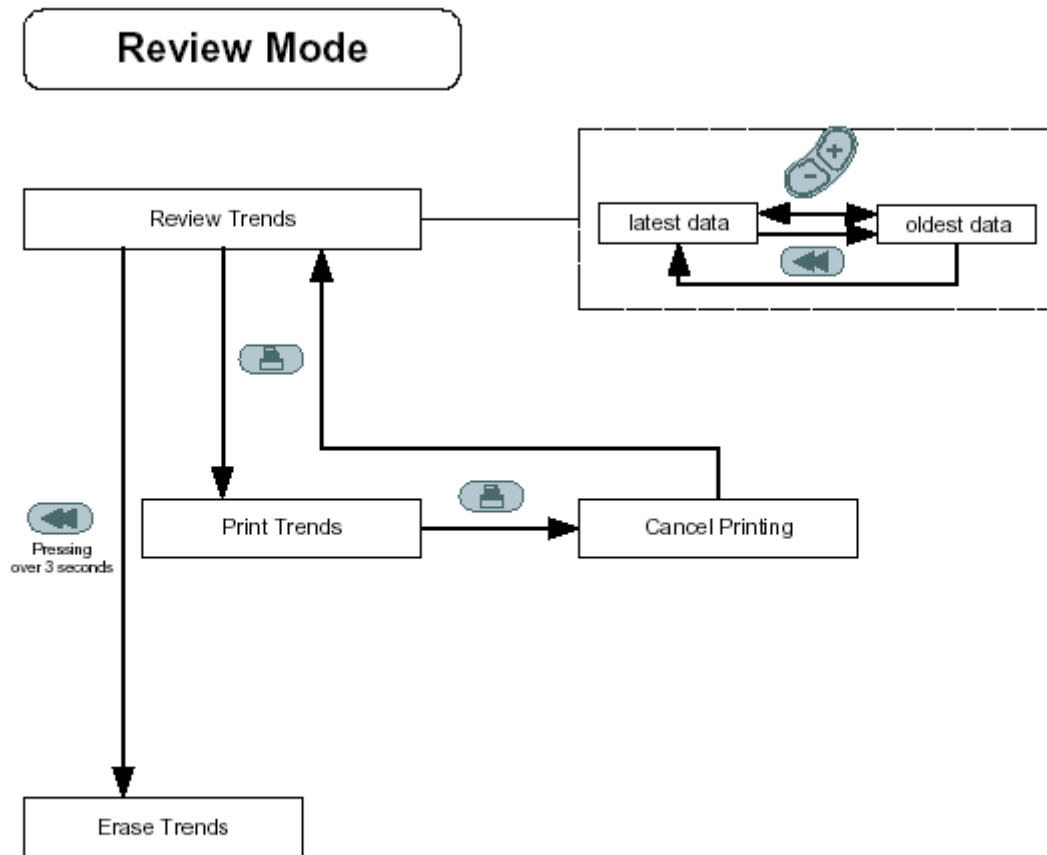 Review Mode
Review Trends
+
-
latest data
oldest data
Print Trends
Cancel Printing
Pressing
over 3 seconds
Erase Trends